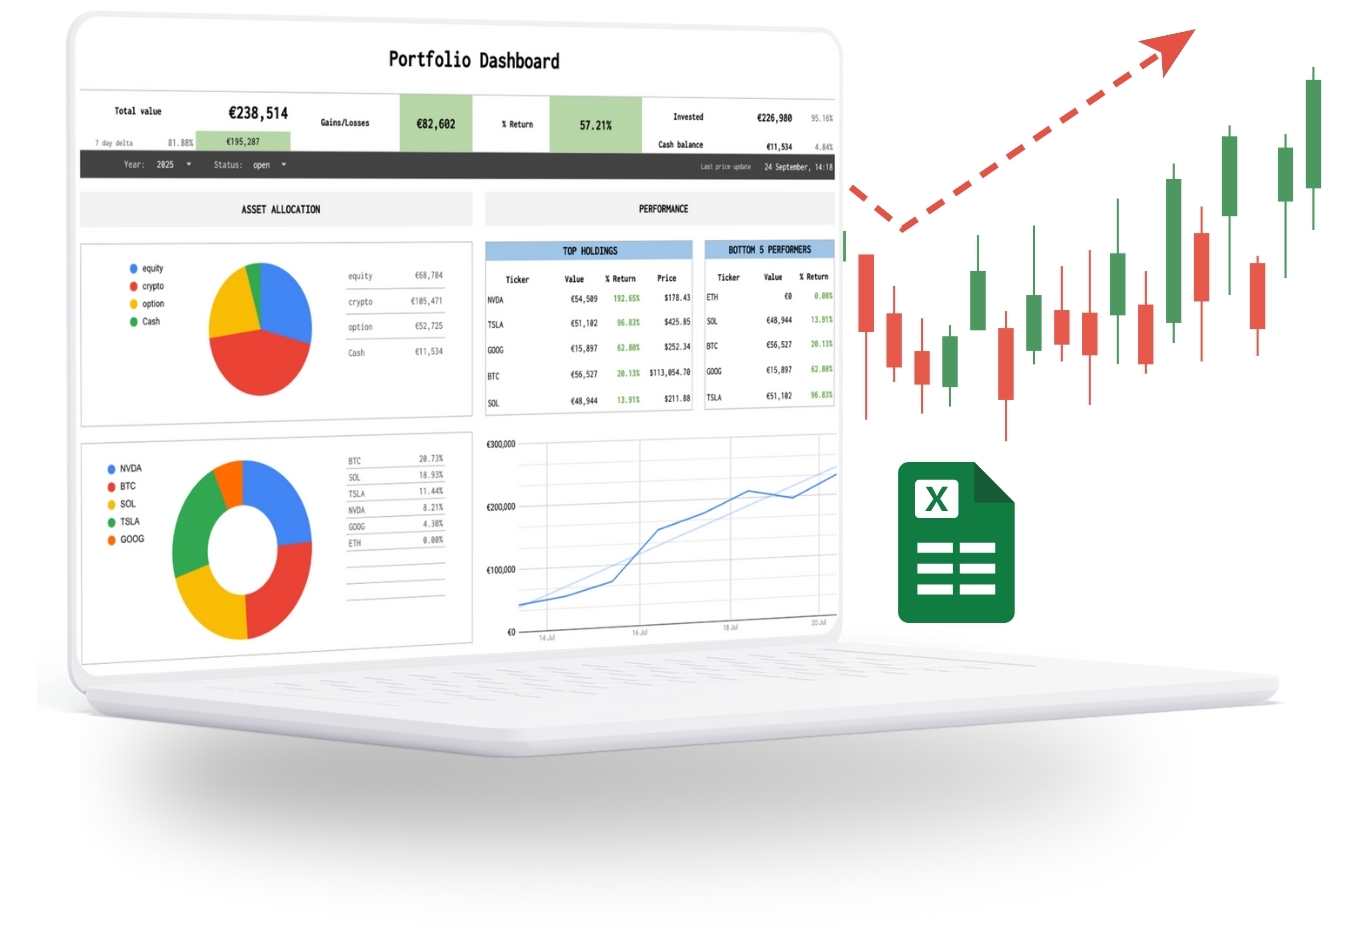 Portfolio Dashboard
Total value €238,514 Gains/Losses €82,602 % Return 57.21% Invested €226,980 95.16%
7 day delta 81.88% €195,287 Cash balance €11,534 4.84%
Year: 2025 Status: open Last price update 24 September, 14:18
ASSET ALLOCATION
equity
crypto
option
Cash
equity €68,784
crypto €105,471
option €52,725
Cash €11,534
NVDA
BTC
SOL
TSLA
GOOG
BTC 20.73%
SOL 18.93%
TSLA 11.44%
NVDA 8.21%
GOOG 4.38%
ETH 0.00%
PERFORMANCE
TOP HOLDINGS
Ticker Value % Return Price
NVDA €54,509 192.65% $178.43
TSLA €51,102 96.83% $425.85
GOOG €15,897 62.80% $252.34
BTC €56,527 20.13% $113,054.70
SOL €48,944 13.91% $211.88
BOTTOM 5 PERFORMERS
Ticker Value % Return
ETH €0 0.00%
SOL €48,944 13.91%
BTC €56,527 20.13%
GOOG €15,897 62.80%
TSLA €51,102 96.83%
€300,000
€200,000
€100,000
€0
14 Jul 16 Jul 18 Jul 20 Jul
X